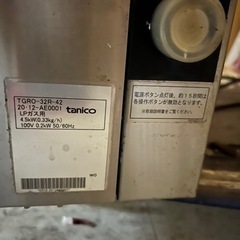 TGRO-32R-42
20-12-AE0001
tanico
LPガス用
4.5kW(0.33kg/h)
100V 0.2kW 50/60Hz
電源ボタン点灯後、約15秒間は
各操作ボタンが無効となります。